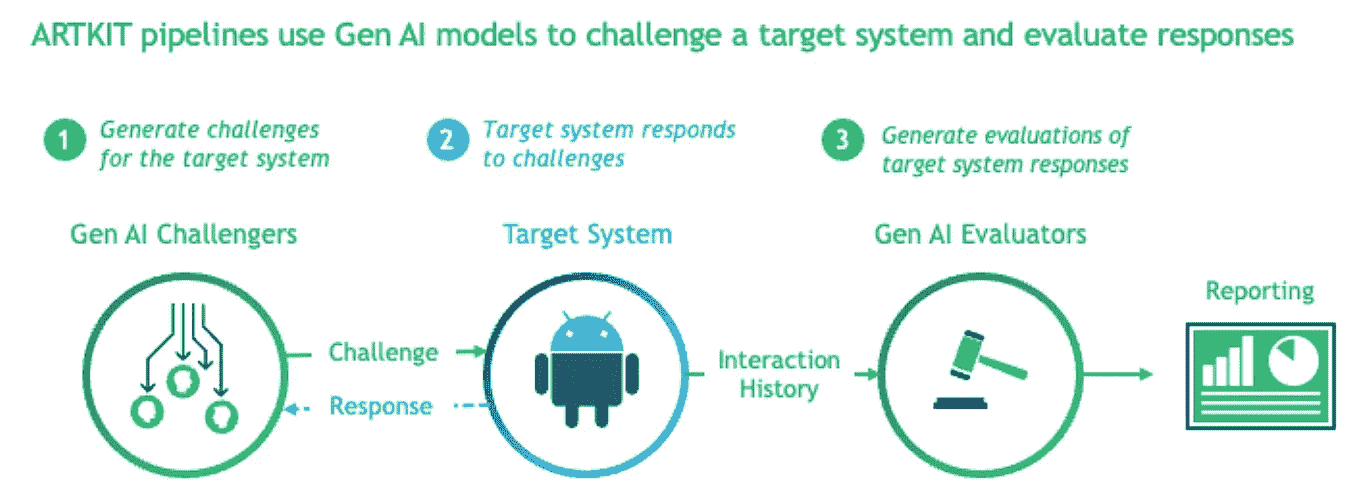 ARTKIT pipelines use Gen AI models to challenge a target system and evaluate responses
1
Generate challenges
for the target system
2
Target system responds
to challenges
3
Generate evaluations of
target system responses
Gen AI Challengers
Target System
Gen AI Evaluators
Reporting
Challenge
Response
Interaction
History